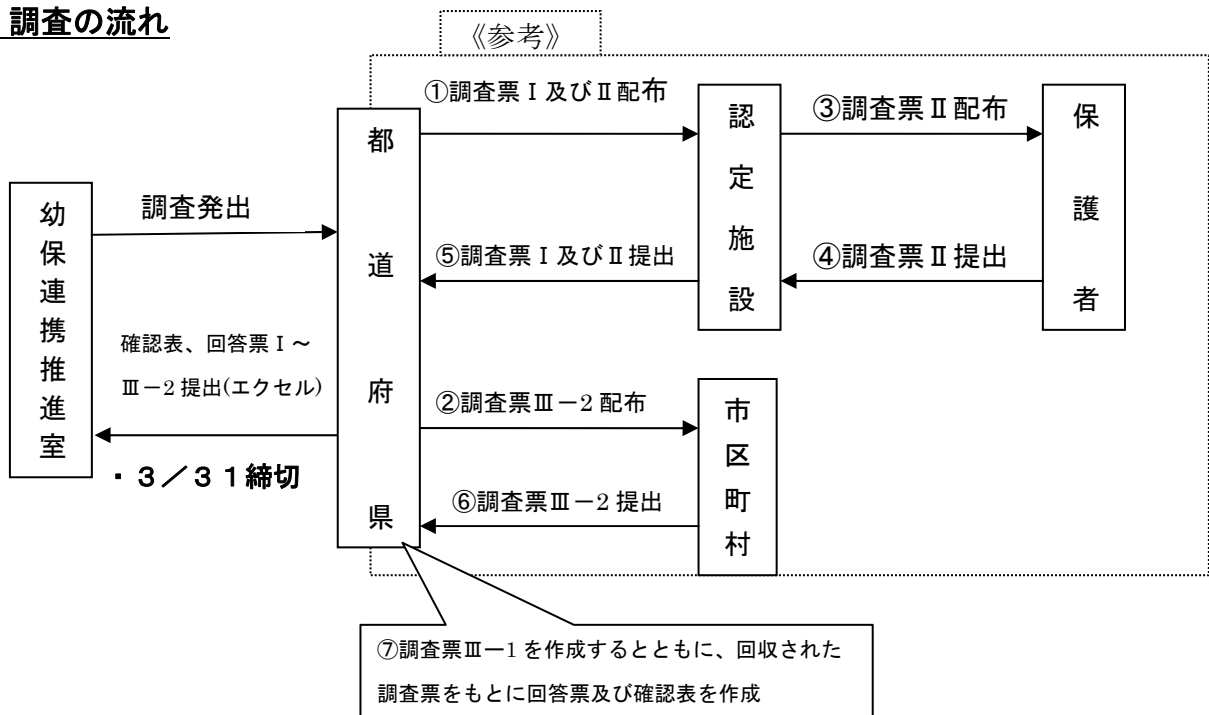 調査の流れ
《参考》
①調査票Ⅰ及びⅡ配布
③調査票Ⅱ配布
幼保連携推進室
調査発出
都道府県
認定施設
保護者
⑤調査票Ⅰ及びⅡ提出
④調査票Ⅱ提出
確認表、回答票Ⅰ～
Ⅲ－2提出(エクセル)
・３／３１締切
②調査票Ⅲ－2配布
市区町村
⑥調査票Ⅲ－2提出
⑦調査票Ⅲ―1を作成するとともに、回収された
調査票をもとに回答票及び確認表を作成